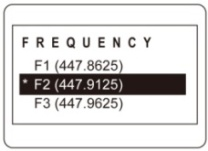 FREQUENCY
F1 (447.8625)
* F2 (447.9125)
F3 (447.9625)